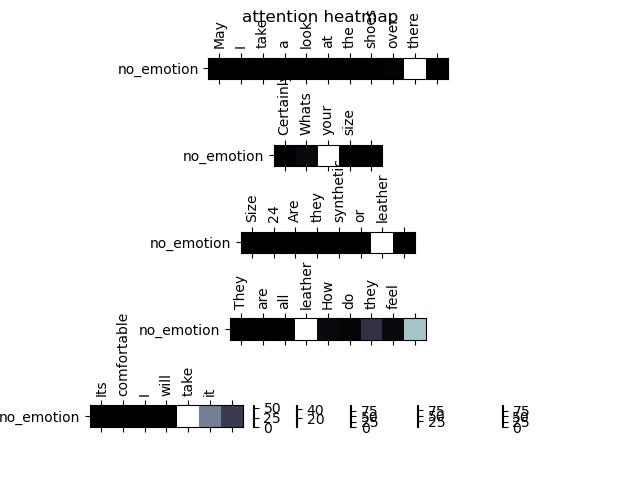 attention heatmap
May I take a look at the shoes over there
no_emotion
Certainly Whats your size
no_emotion
Size 24 Are they synthetic or leather
no_emotion
They are all leather How do they feel
no_emotion
Its comfortable I will take it
no_emotion
50 25 0
40 20
75 50 25 0
75 50 25
75 50 25 0